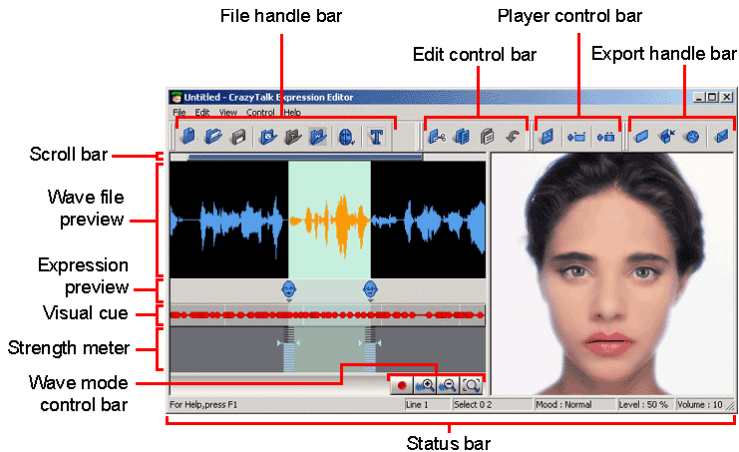 File handle bar
Player control bar
Edit control bar
Export handle bar
Untitled - CrazyTalk Expression Editor
File Edit View Control Help
Scroll bar
Wave file
preview
Expression
preview
Visual cue
Strength meter
Wave mode
control bar
For Help,press F1 Line 1 Select 0 2 Mood : Normal Level : 50 % Volume : 10
Status bar